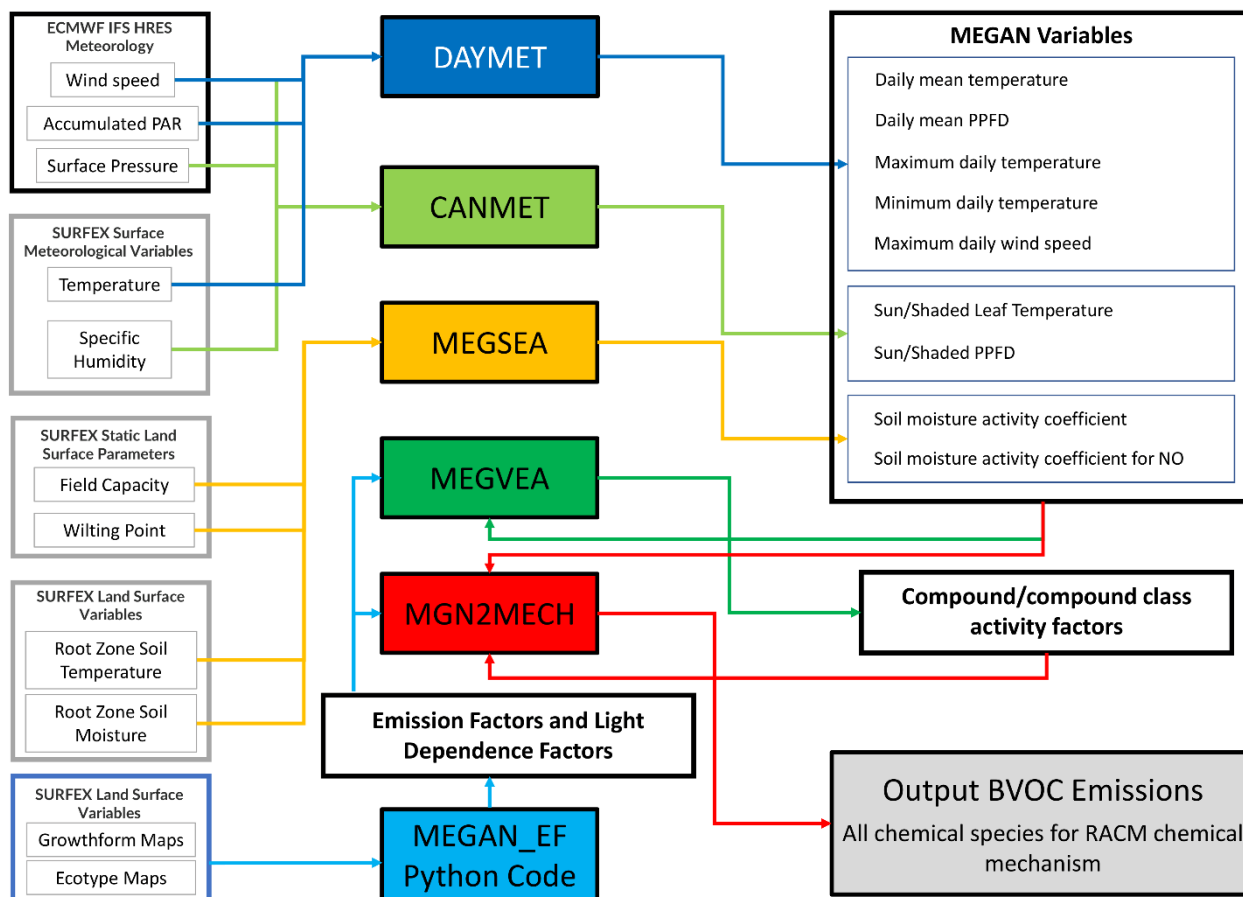 ECMWF IFS HRES
Meteorology
Wind speed
Accumulated PAR
Surface Pressure
SURFEX Surface
Meteorological Variables
Temperature
Specific
Humidity
SURFEX Static Land
Surface Parameters
Field Capacity
Wilting Point
SURFEX Land Surface
Variables
Root Zone Soil
Temperature
Root Zone Soil
Moisture
SURFEX Land Surface
Variables
Growthform Maps
Ecotype Maps
DAYMET
CANMET
MEGSEA
MEGVEA
MGN2MECH
Emission Factors and Light
Dependence Factors
MEGAN_EF
Python Code
MEGAN Variables
Daily mean temperature
Daily mean PPFD
Maximum daily temperature
Minimum daily temperature
Maximum daily wind speed
Sun/Shaded Leaf Temperature
Sun/Shaded PPFD
Soil moisture activity coefficient
Soil moisture activity coefficient for NO
Compound/compound class
activity factors
Output BVOC Emissions
All chemical species for RACM chemical
mechanism